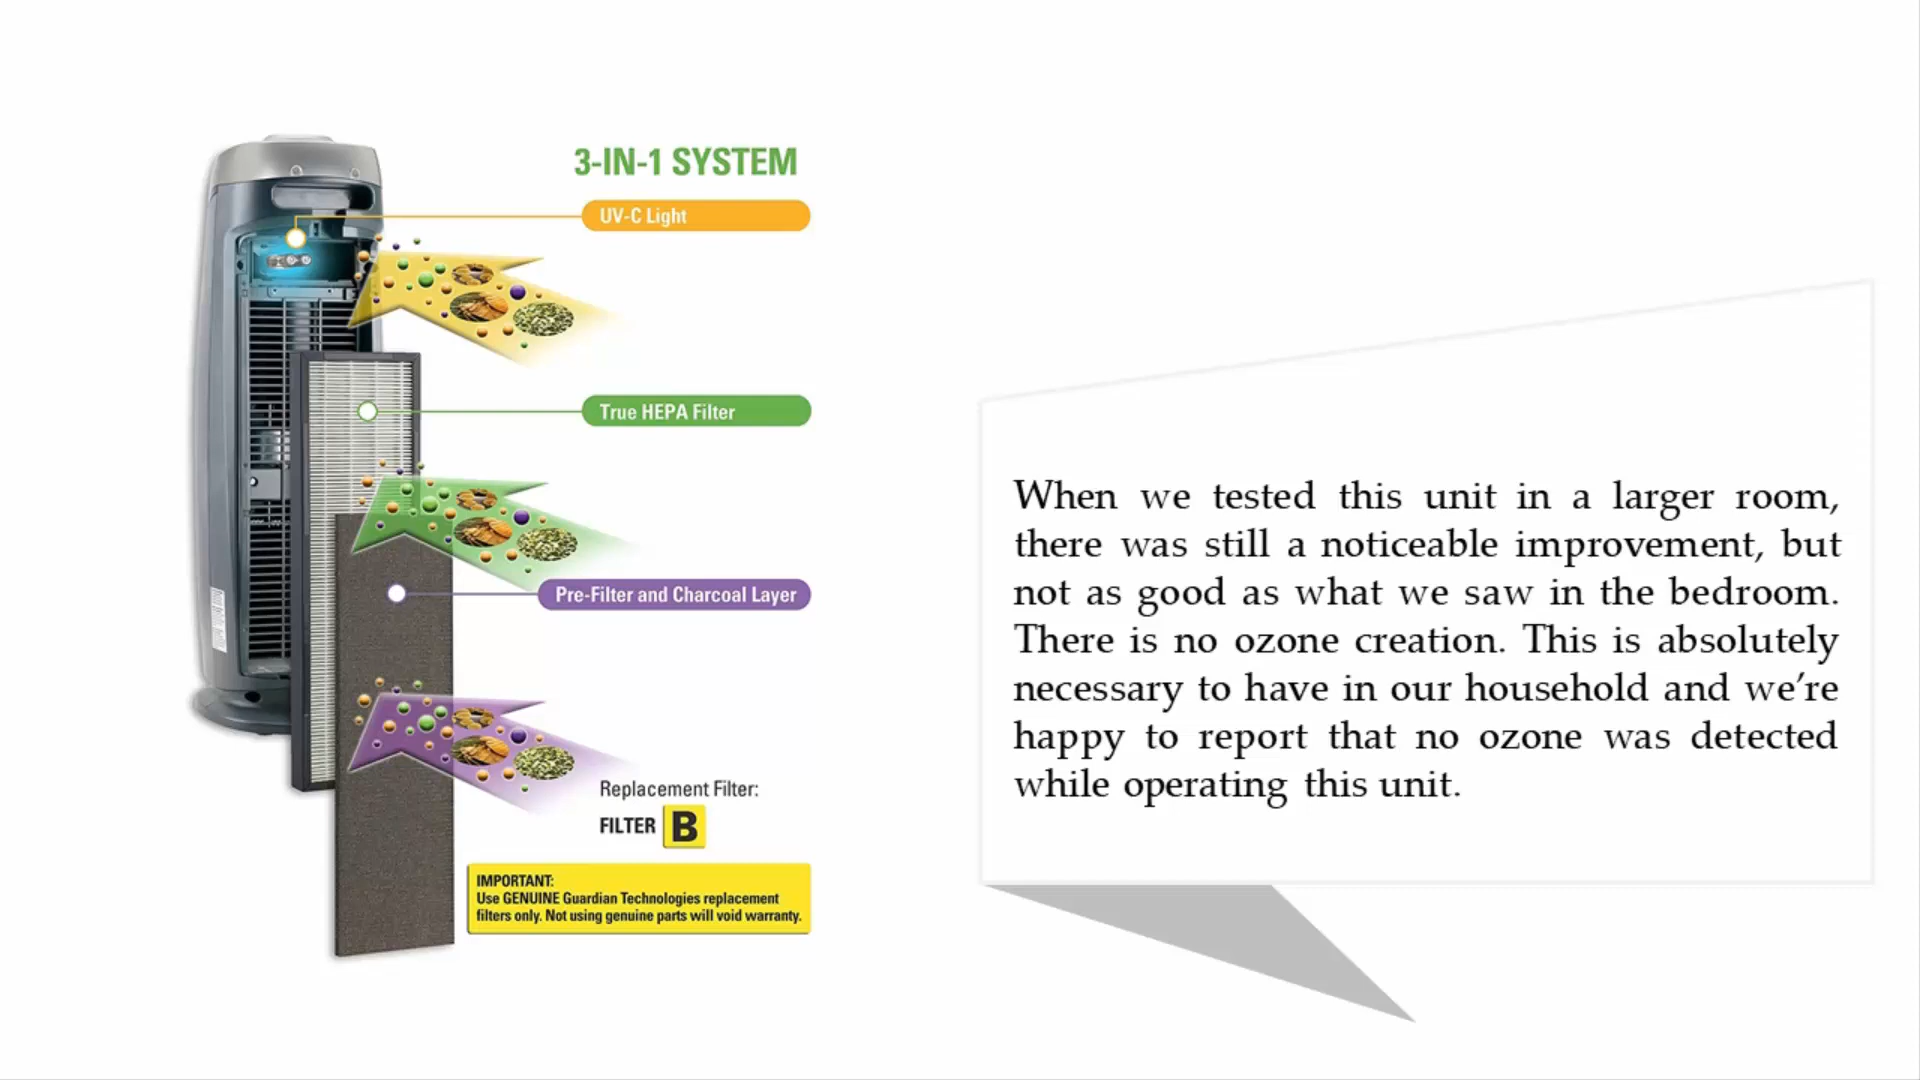 3-IN-1 SYSTEM
UV-C Light
True HEPA Filter
Pre-Filter and Charcoal Layer
Replacement Filter:
FILTER B
IMPORTANT:
Use GENUINE Guardian Technologies replacement
filters only. Not using genuine parts will void warranty.
When we tested this unit in a larger room,
there was still a noticeable improvement, but
not as good as what we saw in the bedroom.
There is no ozone creation. This is absolutely
necessary to have in our household and we’re
happy to report that no ozone was detected
while operating this unit.